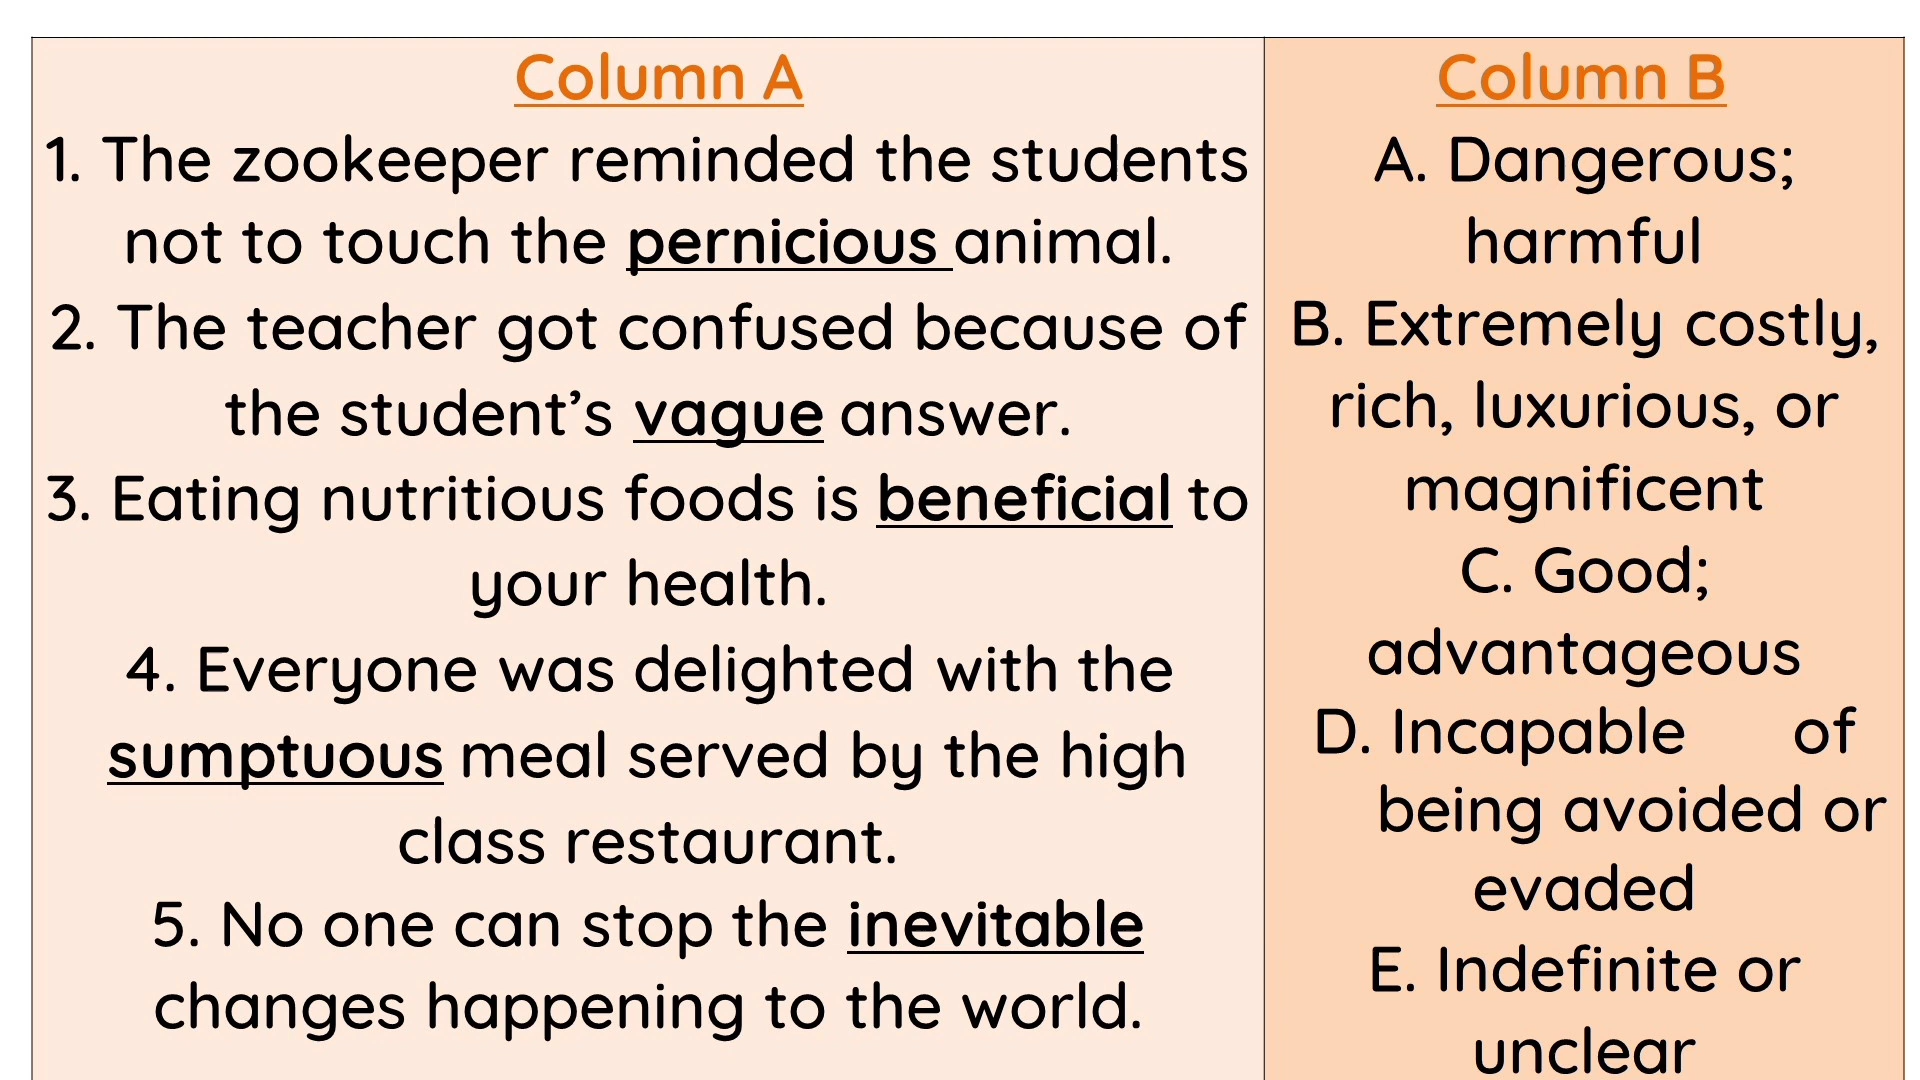 Column A
1. The zookeeper reminded the students
not to touch the pernicious animal.
2. The teacher got confused because of
the student’s vague answer.
3. Eating nutritious foods is beneficial to
your health.
4. Everyone was delighted with the
sumptuous meal served by the high
class restaurant.
5. No one can stop the inevitable
changes happening to the world.
Column B
A. Dangerous;
harmful
B. Extremely costly,
rich, luxurious, or
magnificent
C. Good;
advantageous
D. Incapable of
being avoided or
evaded
E. Indefinite or
unclear